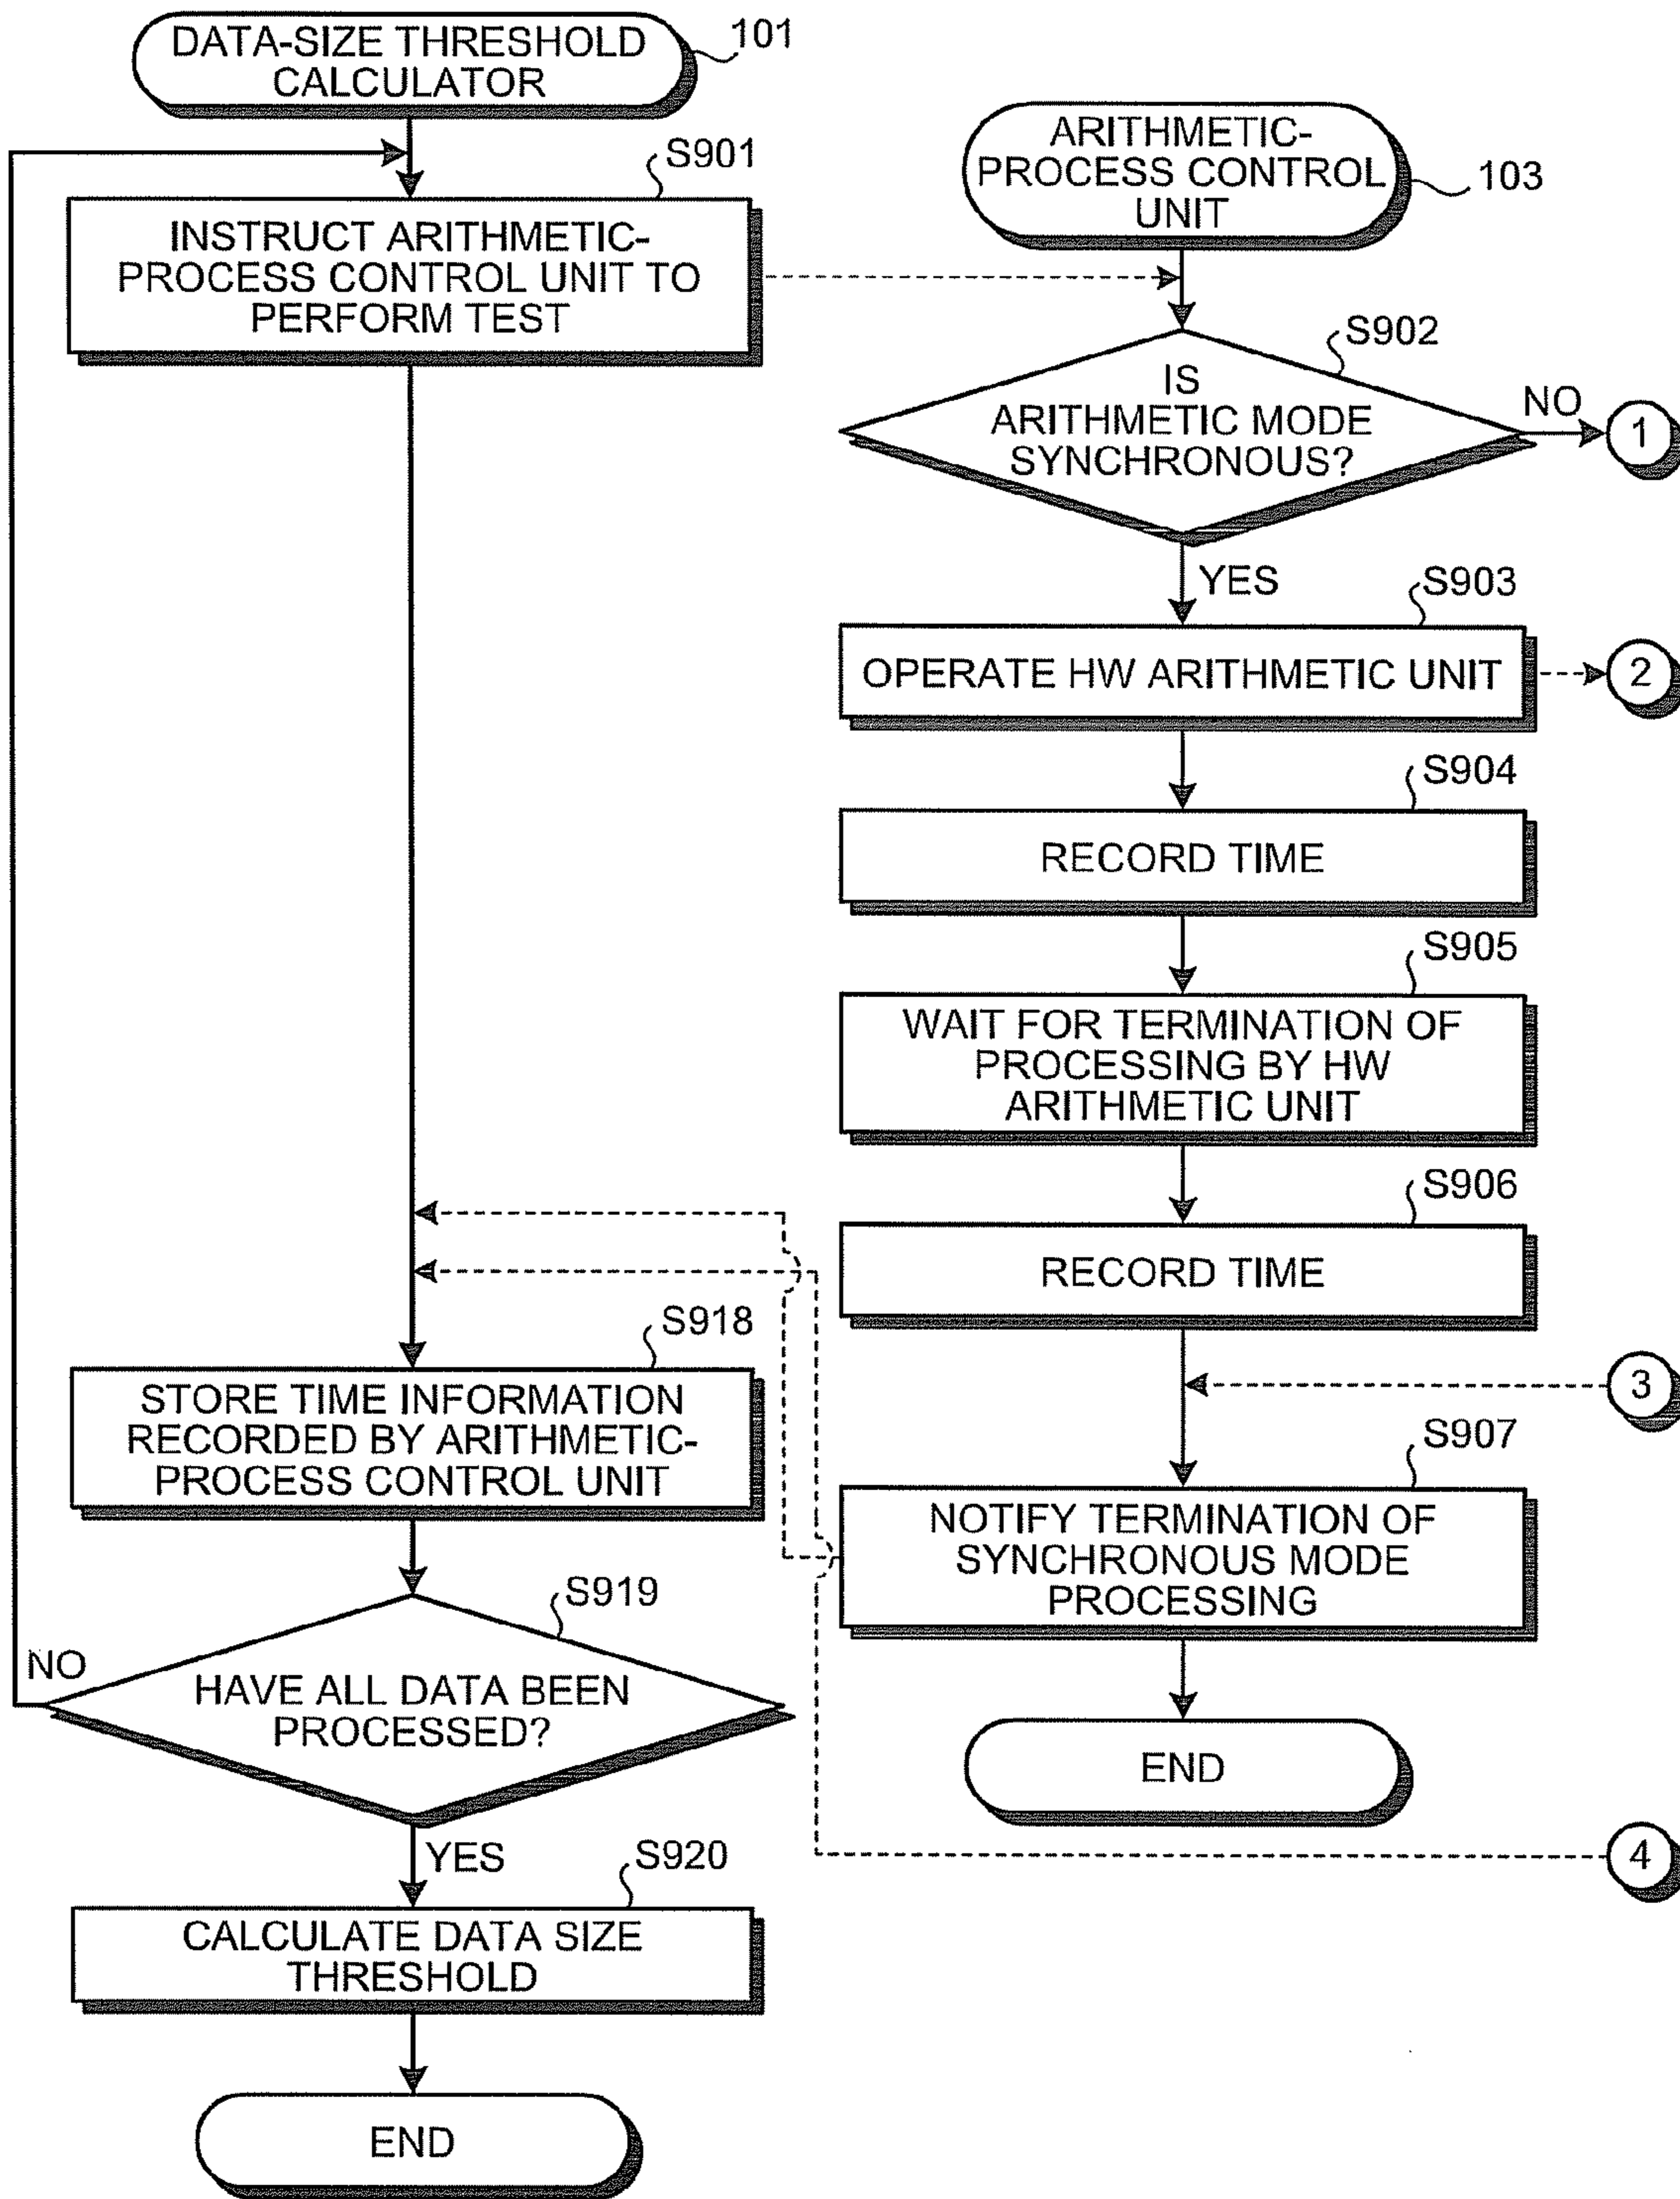 DATA-SIZE THRESHOLD
CALCULATOR
101
S901
INSTRUCT ARITHMETIC-
PROCESS CONTROL UNIT TO
PERFORM TEST
ARITHMETIC-
PROCESS CONTROL
UNIT
103
S902
IS
ARITHMETIC MODE
SYNCHRONOUS?
NO
1
YES
S903
OPERATE HW ARITHMETIC UNIT
2
S904
RECORD TIME
S905
WAIT FOR TERMINATION OF
PROCESSING BY HW
ARITHMETIC UNIT
S906
RECORD TIME
3
S907
NOTIFY TERMINATION OF
SYNCHRONOUS MODE
PROCESSING
END
4
S918
STORE TIME INFORMATION
RECORDED BY ARITHMETIC-
PROCESS CONTROL UNIT
S919
NO
HAVE ALL DATA BEEN
PROCESSED?
YES
S920
CALCULATE DATA SIZE
THRESHOLD
END